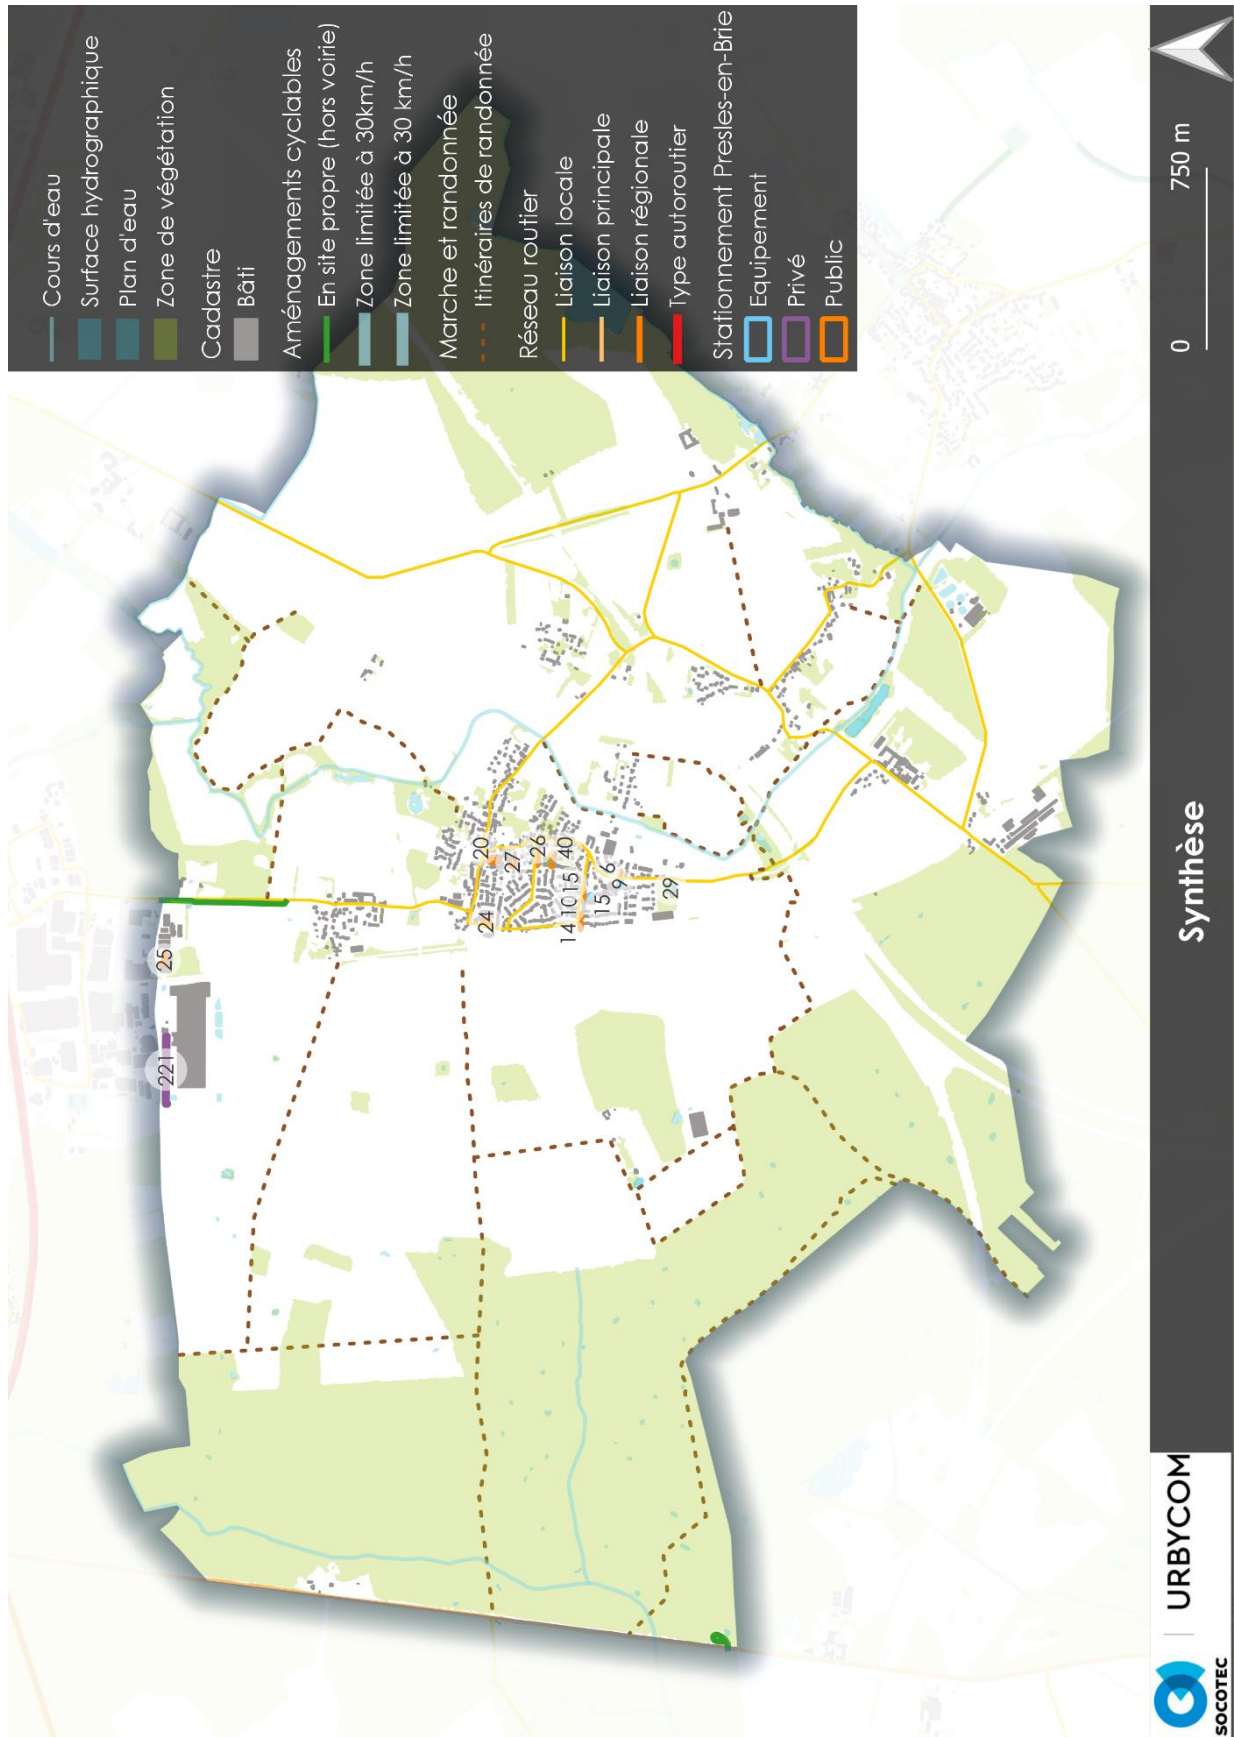 Cours d'eau
Surface hydrographique
Plan d'eau
Zone de végétation
Cadastre
Bâti
Aménagements cyclables
En site propre (hors voirie)
Zone limitée à 30km/h
Zone limitée à 30 km/h
Marche et randonnée
Itinéraires de randonnée
Réseau routier
Liaison locale
Liaison principale
Liaison régionale
Type autoroutier
Stationnement Presles-en-Brie
Equipement
Privé
Public
221
25
24
20
27
26
14
10
15
40
15
9
6
29
0
750 m
Synthèse
SOCOTEC
URBYCOM